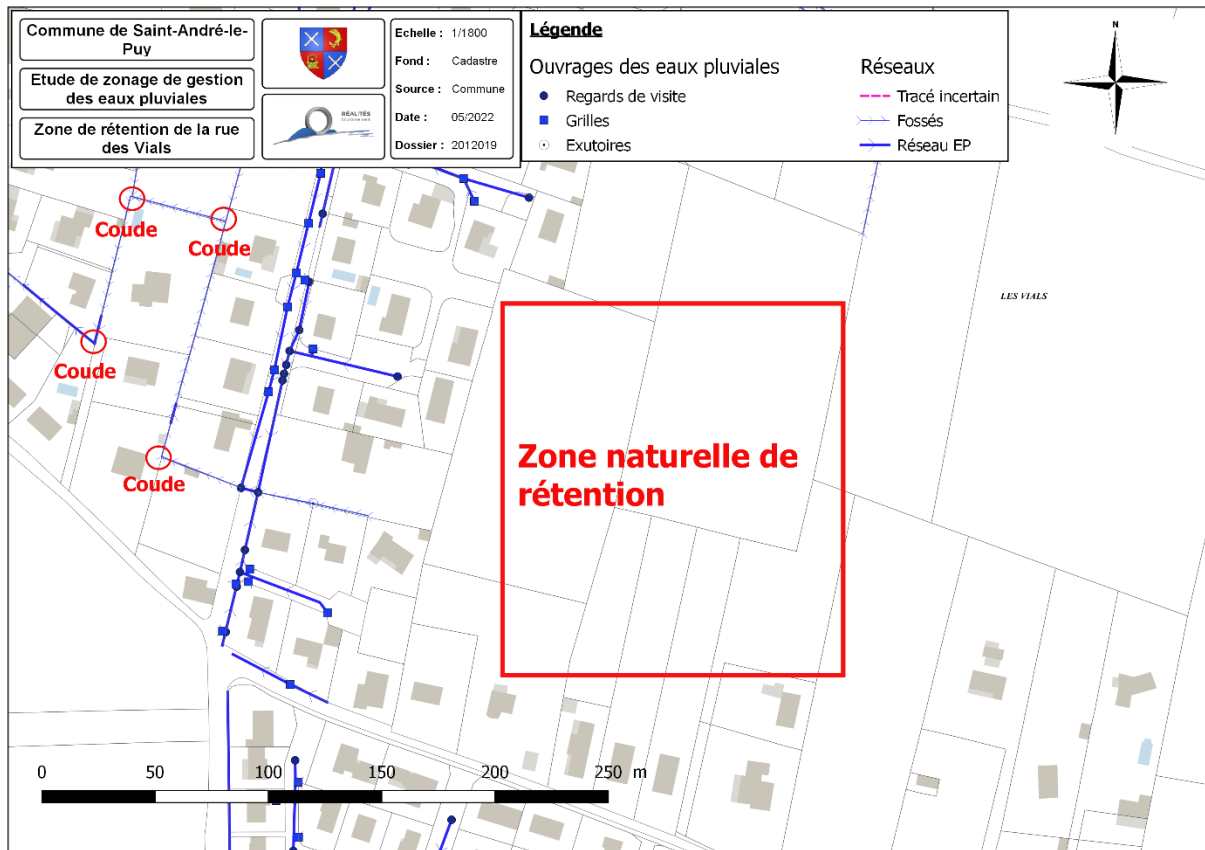 Commune de Saint-André-le-
Puy
Etude de zonage de gestion
des eaux pluviales
Zone de rétention de la rue
des Vials
RÉALITÉS
Echelle : 1/1800
Fond : Cadastre
Source : Commune
Date : 05/2022
Dossier : 2012019
Légende
Ouvrages des eaux pluviales
Regards de visite
Grilles
Exutoires
Réseaux
Tracé incertain
Fossés
Réseau EP
N
Coude
Coude
Coude
Coude
LES VIALS
Zone naturelle de
rétention
0 50 100 150 200 250 m